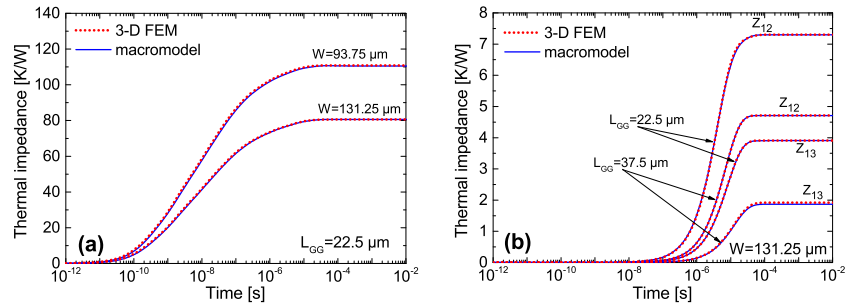 3-D FEM
macromodel
W=93.75 µm
W=131.25 µm
(a)
L_GG=22.5 µm
Thermal impedance [K/W]
140
120
100
80
60
40
20
0
10^-12
10^-10
10^-8
10^-6
10^-4
10^-2
Time [s]
3-D FEM
macromodel
Z_12
L_GG=22.5 µm
Z_12
L_GG=37.5 µm
Z_13
Z_13
(b)
W=131.25 µm
Thermal impedance [K/W]
8
7
6
5
4
3
2
1
0
10^-12
10^-10
10^-8
10^-6
10^-4
10^-2
Time [s]